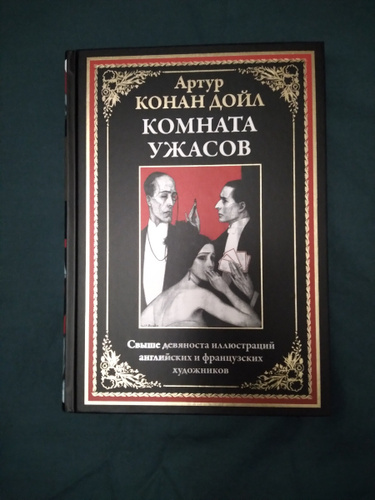 Артур
КОНАН ДОЙЛ
КОМНАТА
УЖАСОВ
Свыше девяноста иллюстраций
английских и французских
художников